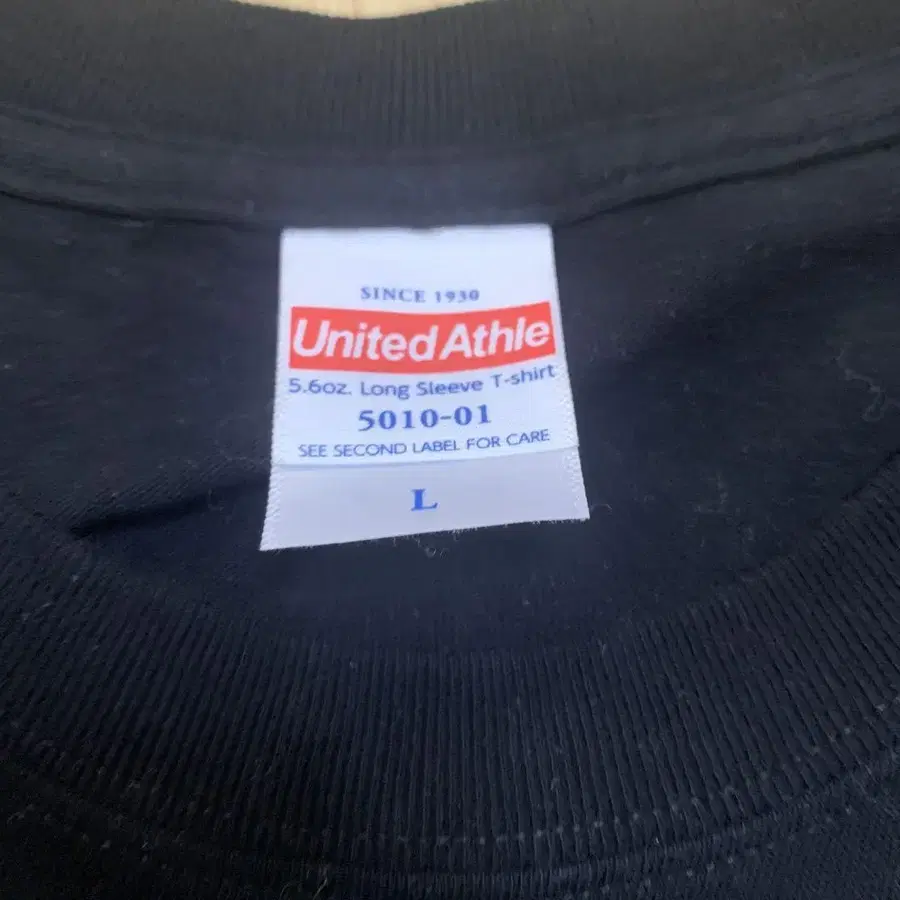 SINCE 1930
United Athle
5.6oz. Long Sleeve T-shirt
5010-01
SEE SECOND LABEL FOR CARE
L